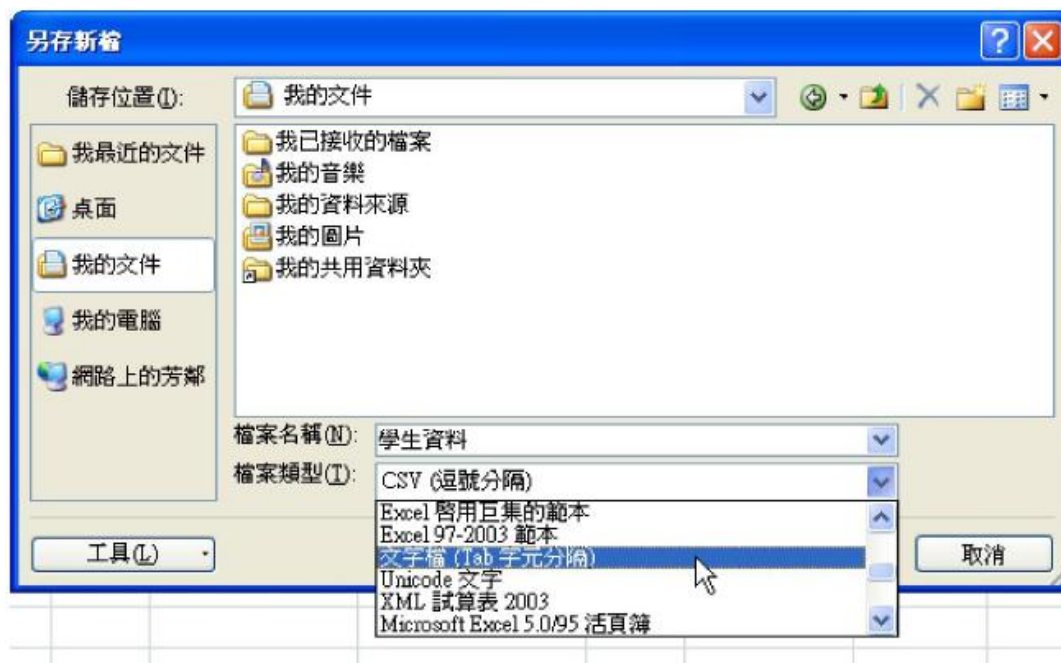 另存新檔
儲存位置(I): 我的文件
我最近的文件
桌面
我的文件
我的電腦
網路上的芳鄰
我已接收的檔案
我的音樂
我的資料來源
我的圖片
我的共用資料夾
檔案名稱(N): 學生資料
檔案類型(T): CSV (逗號分隔)
Excel 啓用巨集的範本
Excel 97-2003 範本
文字檔 (Tab 字元分隔)
Unicode 文字
XML 試算表 2003
Microsoft Excel 5.0/95 活頁簿
工具(L)
取消